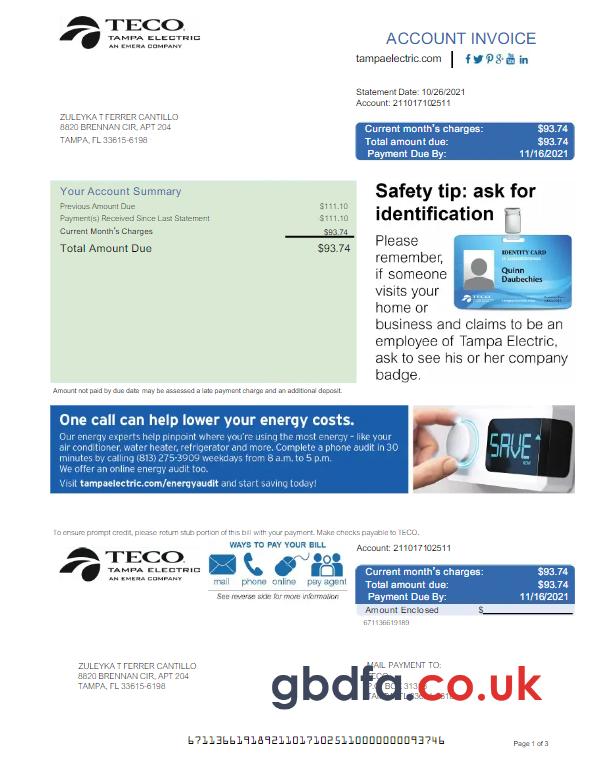 TECO®
TAMPA ELECTRIC
AN EMERA COMPANY
ACCOUNT INVOICE
tampaelectric.com
Statement Date: 10/26/2021
Account: 211017102511
ZULEYKA T FERRER CANTILLO
8820 BRENNAN CIR, APT 204
TAMPA, FL 33615-6198
Current month's charges: $93.74
Total amount due: $93.74
Payment Due By: 11/16/2021
Your Account Summary
Previous Amount Due $111.10
Payment(s) Received Since Last Statement -$111.10
Current Month's Charges $93.74
Total Amount Due $93.74
Safety tip: ask for
identification
Please
remember,
if someone
visits your
home or
business and claims to be an
employee of Tampa Electric,
ask to see his or her company
badge.
IDENTITY CARD
Quinn
Daubechies
TECO
Amount not paid by due date may be assessed a late payment charge and an additional deposit.
One call can help lower your energy costs.
Our energy experts help pinpoint where you're using the most energy – like your
air conditioner, water heater, refrigerator and more. Complete a phone audit in 30
minutes by calling (813) 275-3909 weekdays from 8 a.m. to 5 p.m.
We offer an online energy audit too.
Visit tampaelectric.com/energyaudit and start saving today!
SAVE
NOW
To ensure prompt credit, please return stub portion of this bill with your payment. Make checks payable to TECO.
TECO®
TAMPA ELECTRIC
AN EMERA COMPANY
WAYS TO PAY YOUR BILL
mail phone online pay agent
See reverse side for more information
Account: 211017102511
Current month's charges: $93.74
Total amount due: $93.74
Payment Due By: 11/16/2021
Amount Enclosed $
671136619189
ZULEYKA T FERRER CANTILLO
8820 BRENNAN CIR, APT 204
TAMPA, FL 33615-6198
MAIL PAYMENT TO:
gbdfa.co.uk
6711366191892110171025110000000093746
Page 1 of 3